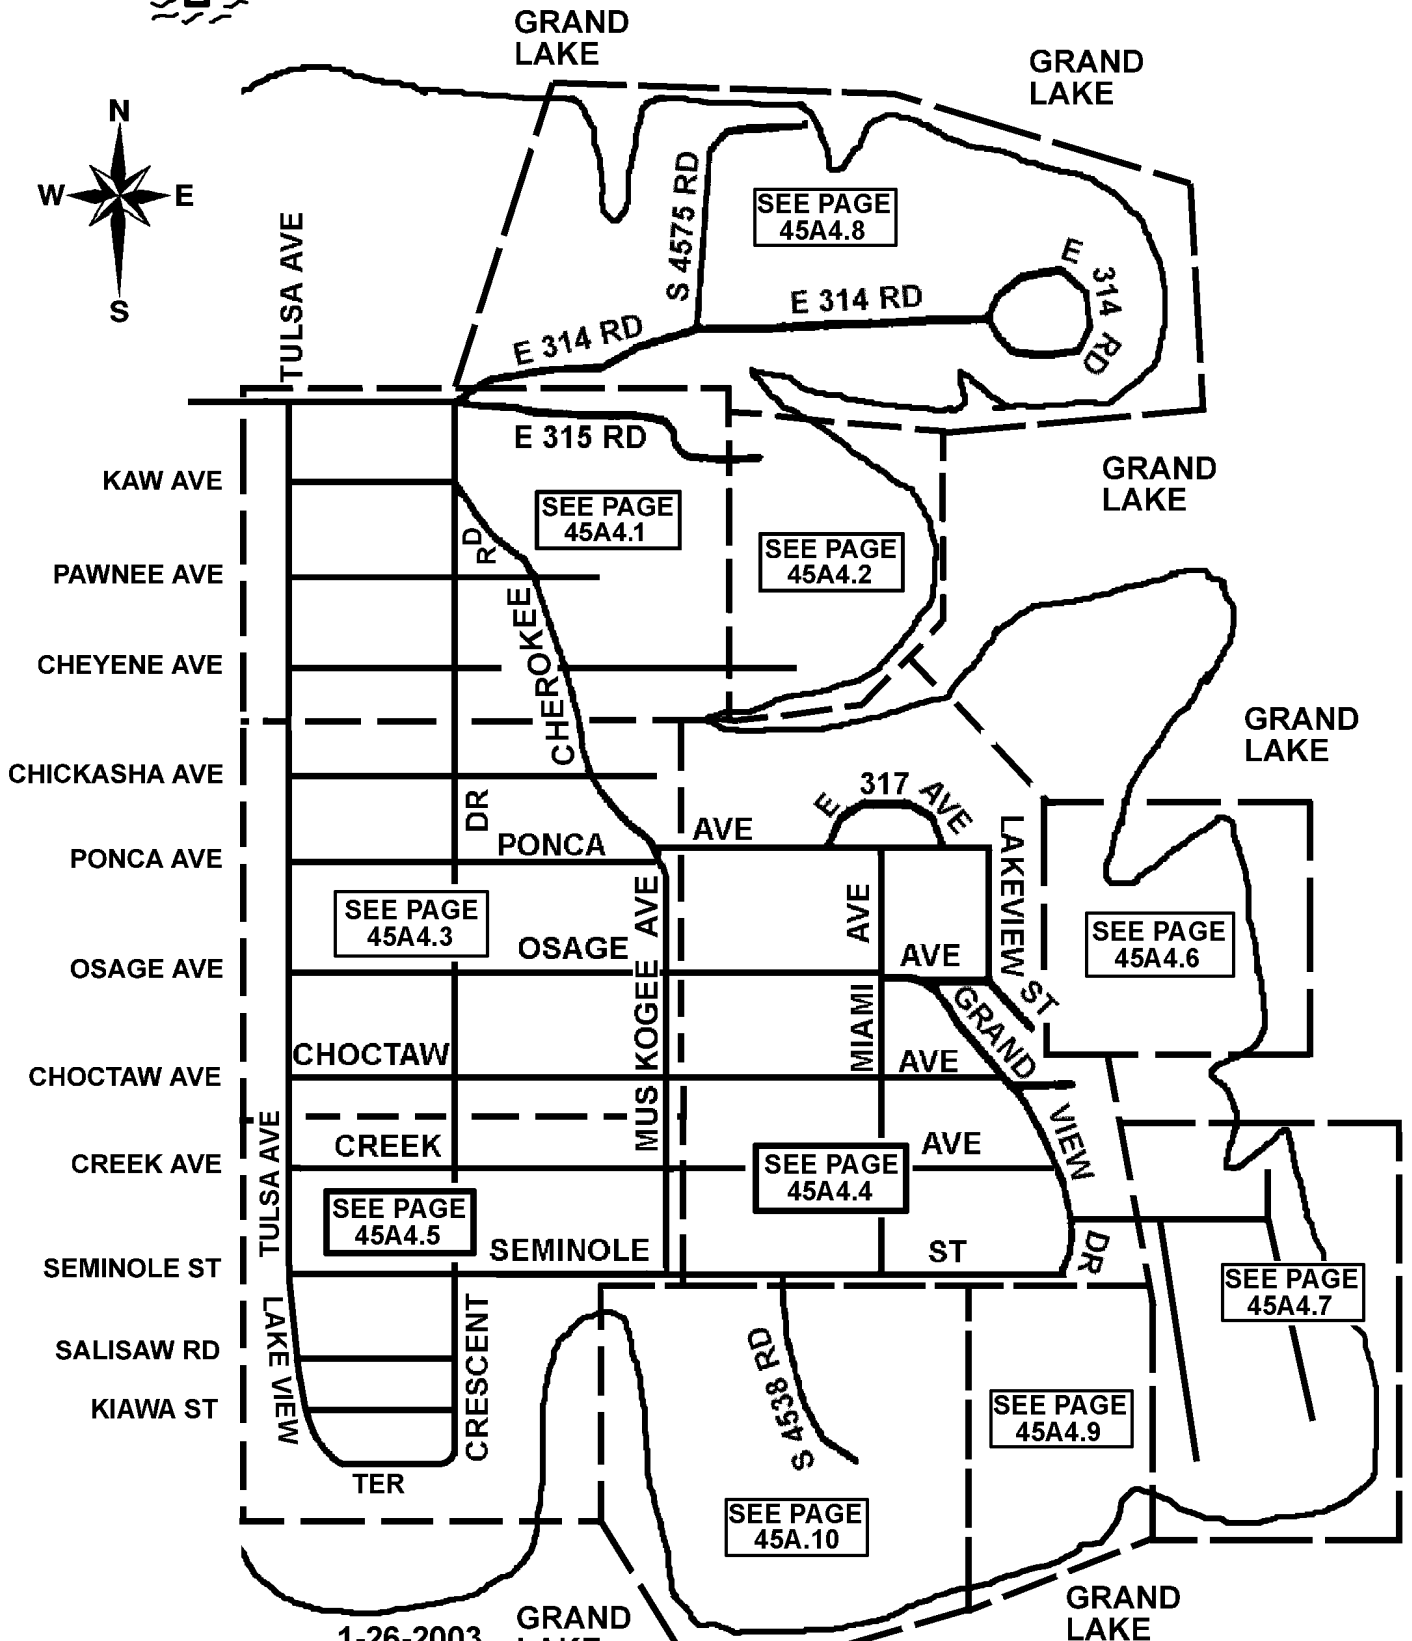 GRAND
LAKE
GRAND
LAKE
N
W
E
S
TULSA AVE
S 4575 RD
SEE PAGE
45A4.8
E 314 RD
E 314 RD
E 314 RD
E 315 RD
KAW AVE
SEE PAGE
45A4.1
GRAND
LAKE
RD
PAWNEE AVE
SEE PAGE
45A4.2
CHEROKEE
CHEYENE AVE
GRAND
LAKE
CHICKASHA AVE
DR
E 317 AVE
PONCA AVE
PONCA
AVE
LAKEVIEW ST
SEE PAGE
45A4.3
MUS KOGEE AVE
MIAMI AVE
SEE PAGE
45A4.6
OSAGE AVE
OSAGE
AVE
GRAND VIEW DR
CHOCTAW AVE
CHOCTAW
AVE
TULSA AVE
CREEK AVE
CREEK
AVE
SEE PAGE
45A4.4
SEE PAGE
45A4.5
SEMINOLE ST
SEMINOLE
ST
SEE PAGE
45A4.7
LAKE VIEW
CRESCENT
S 4538 RD
SALISAW RD
KIAWA ST
SEE PAGE
45A4.9
TER
SEE PAGE
45A.10
GRAND
LAKE
GRAND
LAKE
1-26-2003